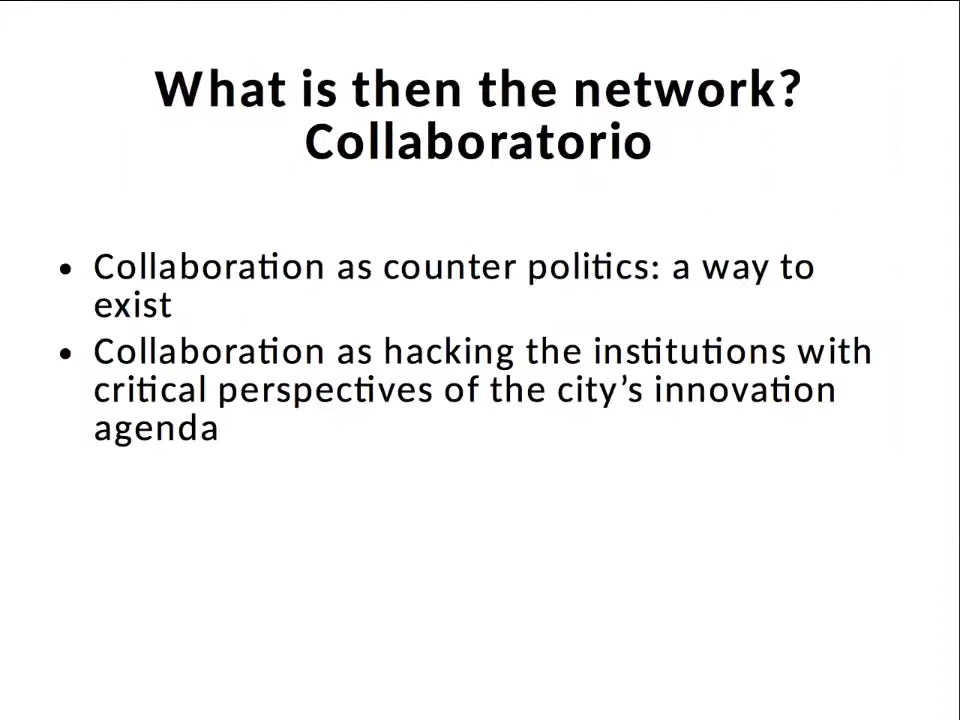 What is then the network?
Collaboratorio
• Collaboration as counter politics: a way to
exist
• Collaboration as hacking the institutions with
critical perspectives of the city’s innovation
agenda